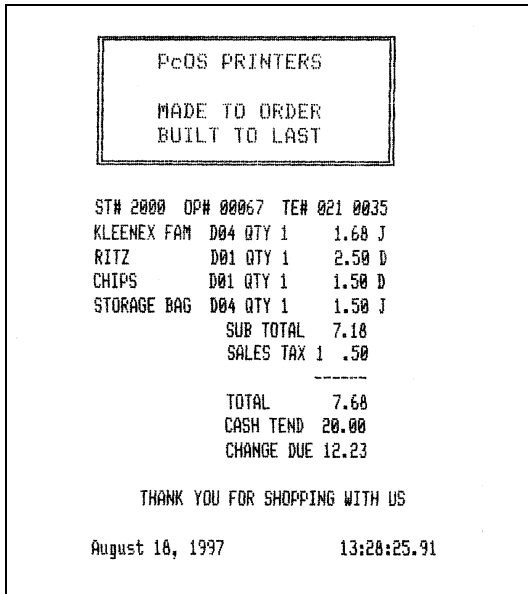 PcOS PRINTERS
MADE TO ORDER
BUILT TO LAST
ST# 2000 OP# 00067 TE# 021 0035
KLEENEX FAM D04 QTY 1 1.68 J
RITZ D01 QTY 1 2.50 D
CHIPS D01 QTY 1 1.50 D
STORAGE BAG D04 QTY 1 1.50 J
SUB TOTAL 7.18
SALES TAX 1 .50
------
TOTAL 7.68
CASH TEND 20.00
CHANGE DUE 12.23
THANK YOU FOR SHOPPING WITH US
August 18, 1997 13:28:25.91